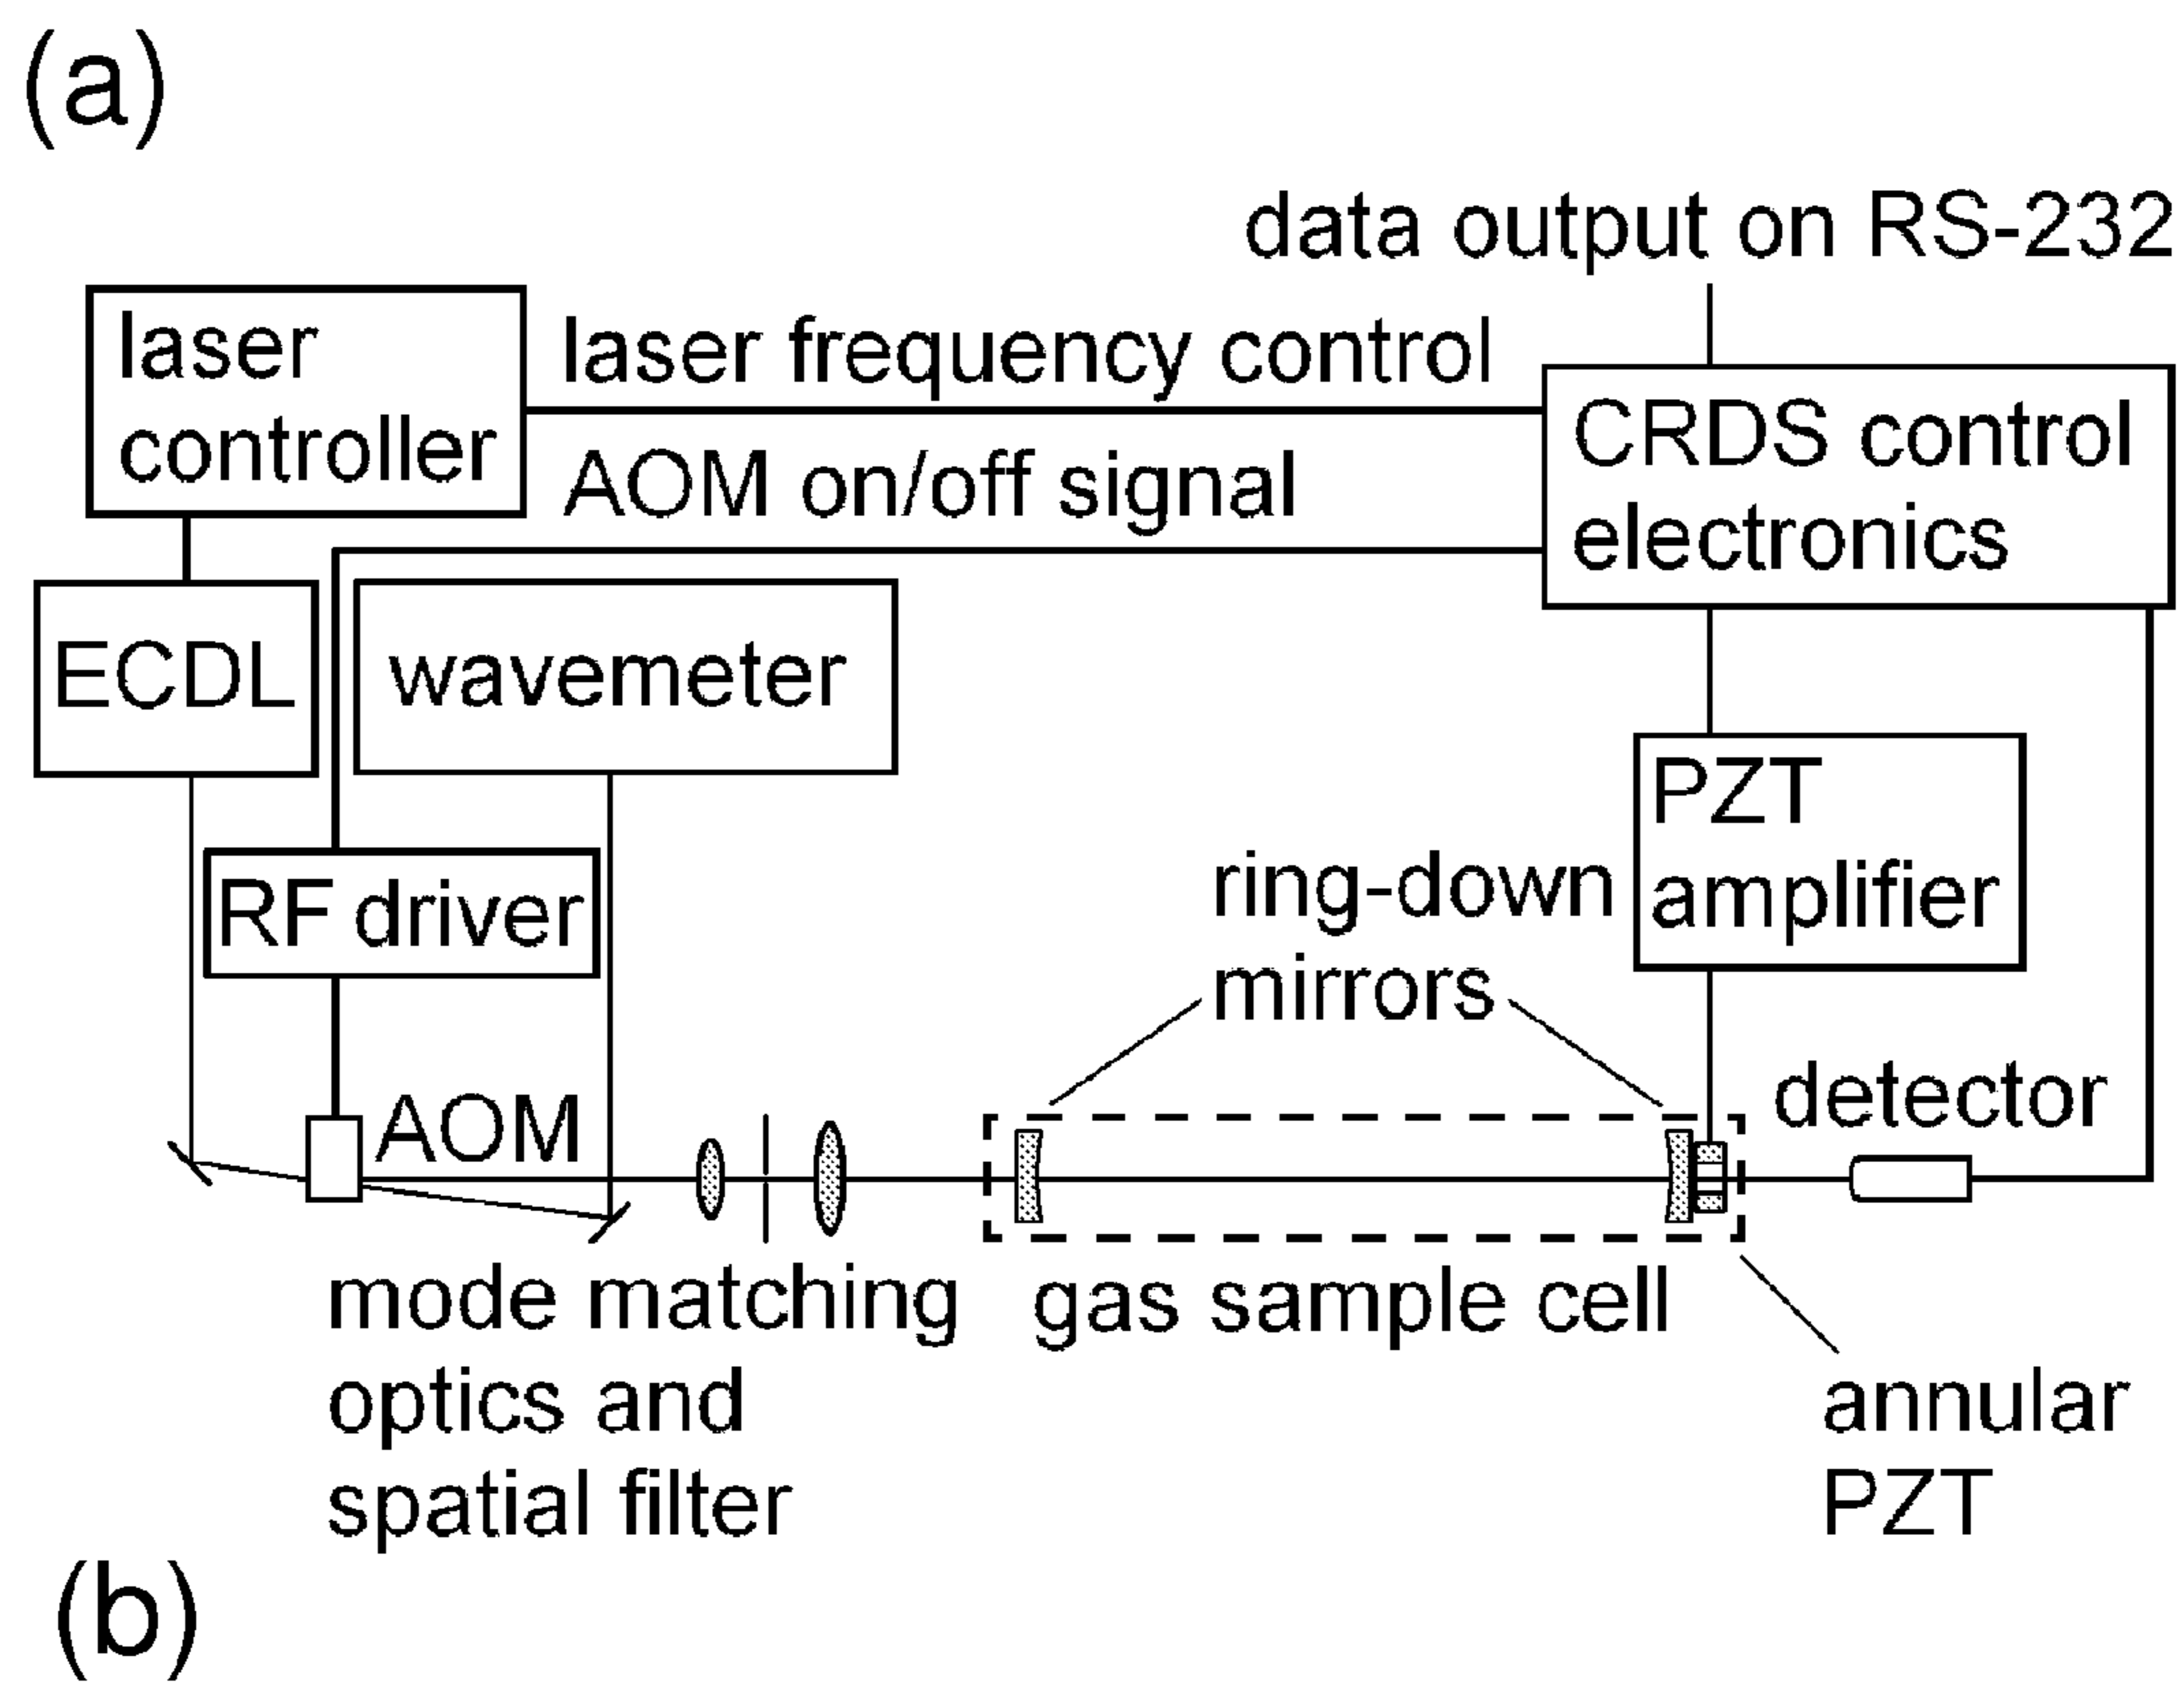 (a)
data output on RS-232
laser
controller
laser frequency control
AOM on/off signal
CRDS control
electronics
ECDL
wavemeter
PZT
amplifier
RF driver
ring-down
mirrors
AOM
detector
mode matching
optics and
spatial filter
gas sample cell
annular
PZT
(b)